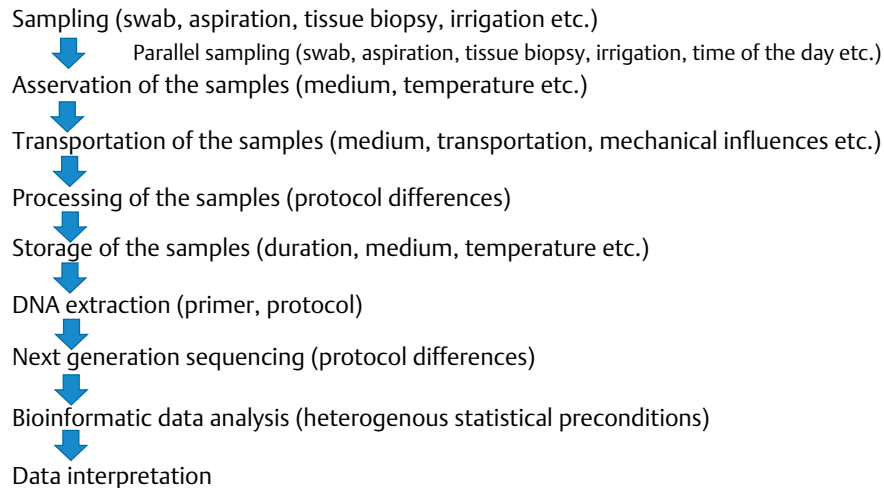 Sampling (swab, aspiration, tissue biopsy, irrigation etc.)
Parallel sampling (swab, aspiration, tissue biopsy, irrigation, time of the day etc.)
Asservation of the samples (medium, temperature etc.)
Transportation of the samples (medium, transportation, mechanical influences etc.)
Processing of the samples (protocol differences)
Storage of the samples (duration, medium, temperature etc.)
DNA extraction (primer, protocol)
Next generation sequencing (protocol differences)
Bioinformatic data analysis (heterogenous statistical preconditions)
Data interpretation